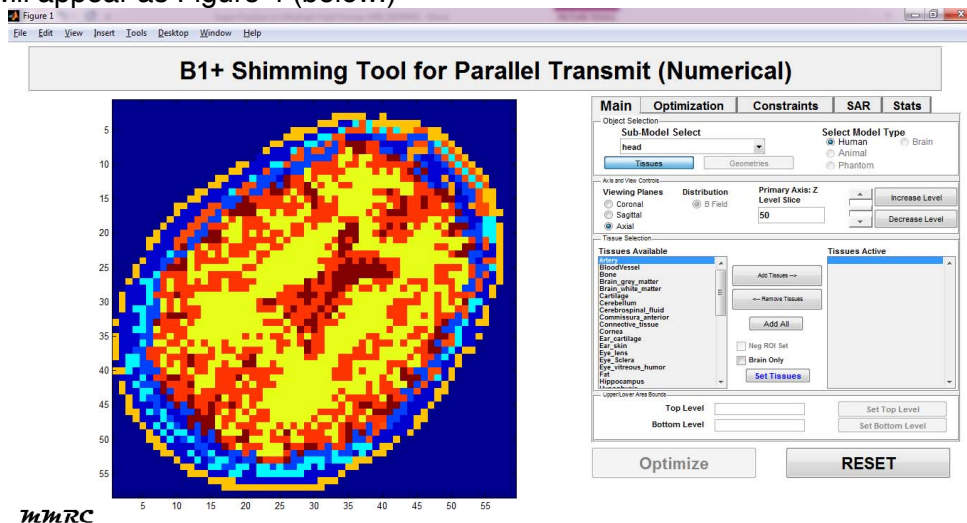 will appear as Figure 4 (below:)
Figure 1
File Edit View Insert Tools Desktop Window Help
B1+ Shimming Tool for Parallel Transmit (Numerical)
Main Optimization Constraints SAR Stats
Object Selection
Sub-Model Select
head
Tissues Geometries
Select Model Type
Human Brain
Animal
Phantom
Axis and View Controls
Viewing Planes
Coronal
Sagittal
Axial
Distribution
B Field
Primary Axis: Z
Level Slice
50
Increase Level
Decrease Level
Tissue Selection
Tissues Available
Artery
BloodVessel
Bone
Brain_grey_matter
Brain_white_matter
Cartilage
Cerebellum
Cerebrospinal_fluid
Commissura_anterior
Connective_tissue
Cornea
Ear_cartilage
Ear_skin
Eye_lens
Eye_Sclera
Eye_vitreous_humor
Fat
Hippocampus
Add Tissues -->
<-- Remove Tissues
Add All
Neg ROI Set
Brain Only
Set Tissues
Tissues Active
Upper/Lower Area Bounds
Top Level Set Top Level
Bottom Level Set Bottom Level
Optimize RESET
5
10
15
20
25
30
35
40
45
50
55
5 10 15 20 25 30 35 40 45 50 55
MMRC